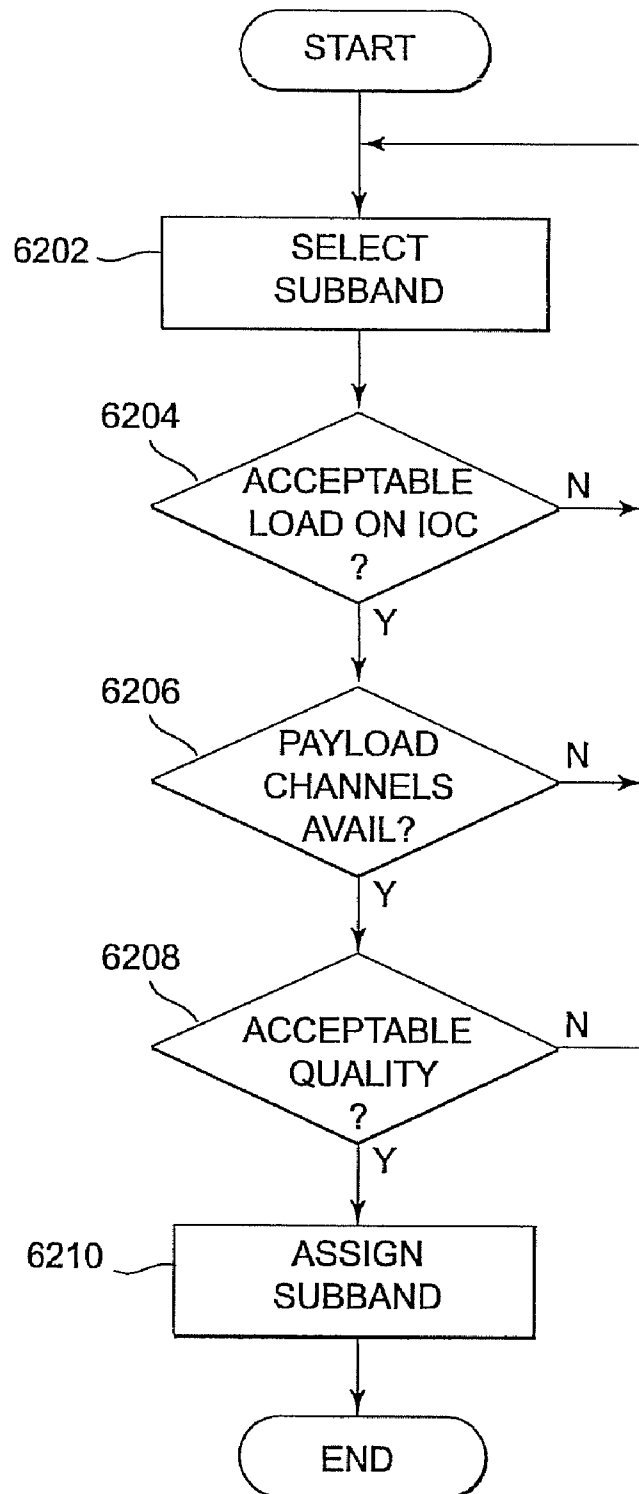 START
6202
SELECT
SUBBAND
6204
ACCEPTABLE
LOAD ON IOC
?
N
Y
6206
PAYLOAD
CHANNELS
AVAIL?
N
Y
6208
ACCEPTABLE
QUALITY
?
N
Y
6210
ASSIGN
SUBBAND
END